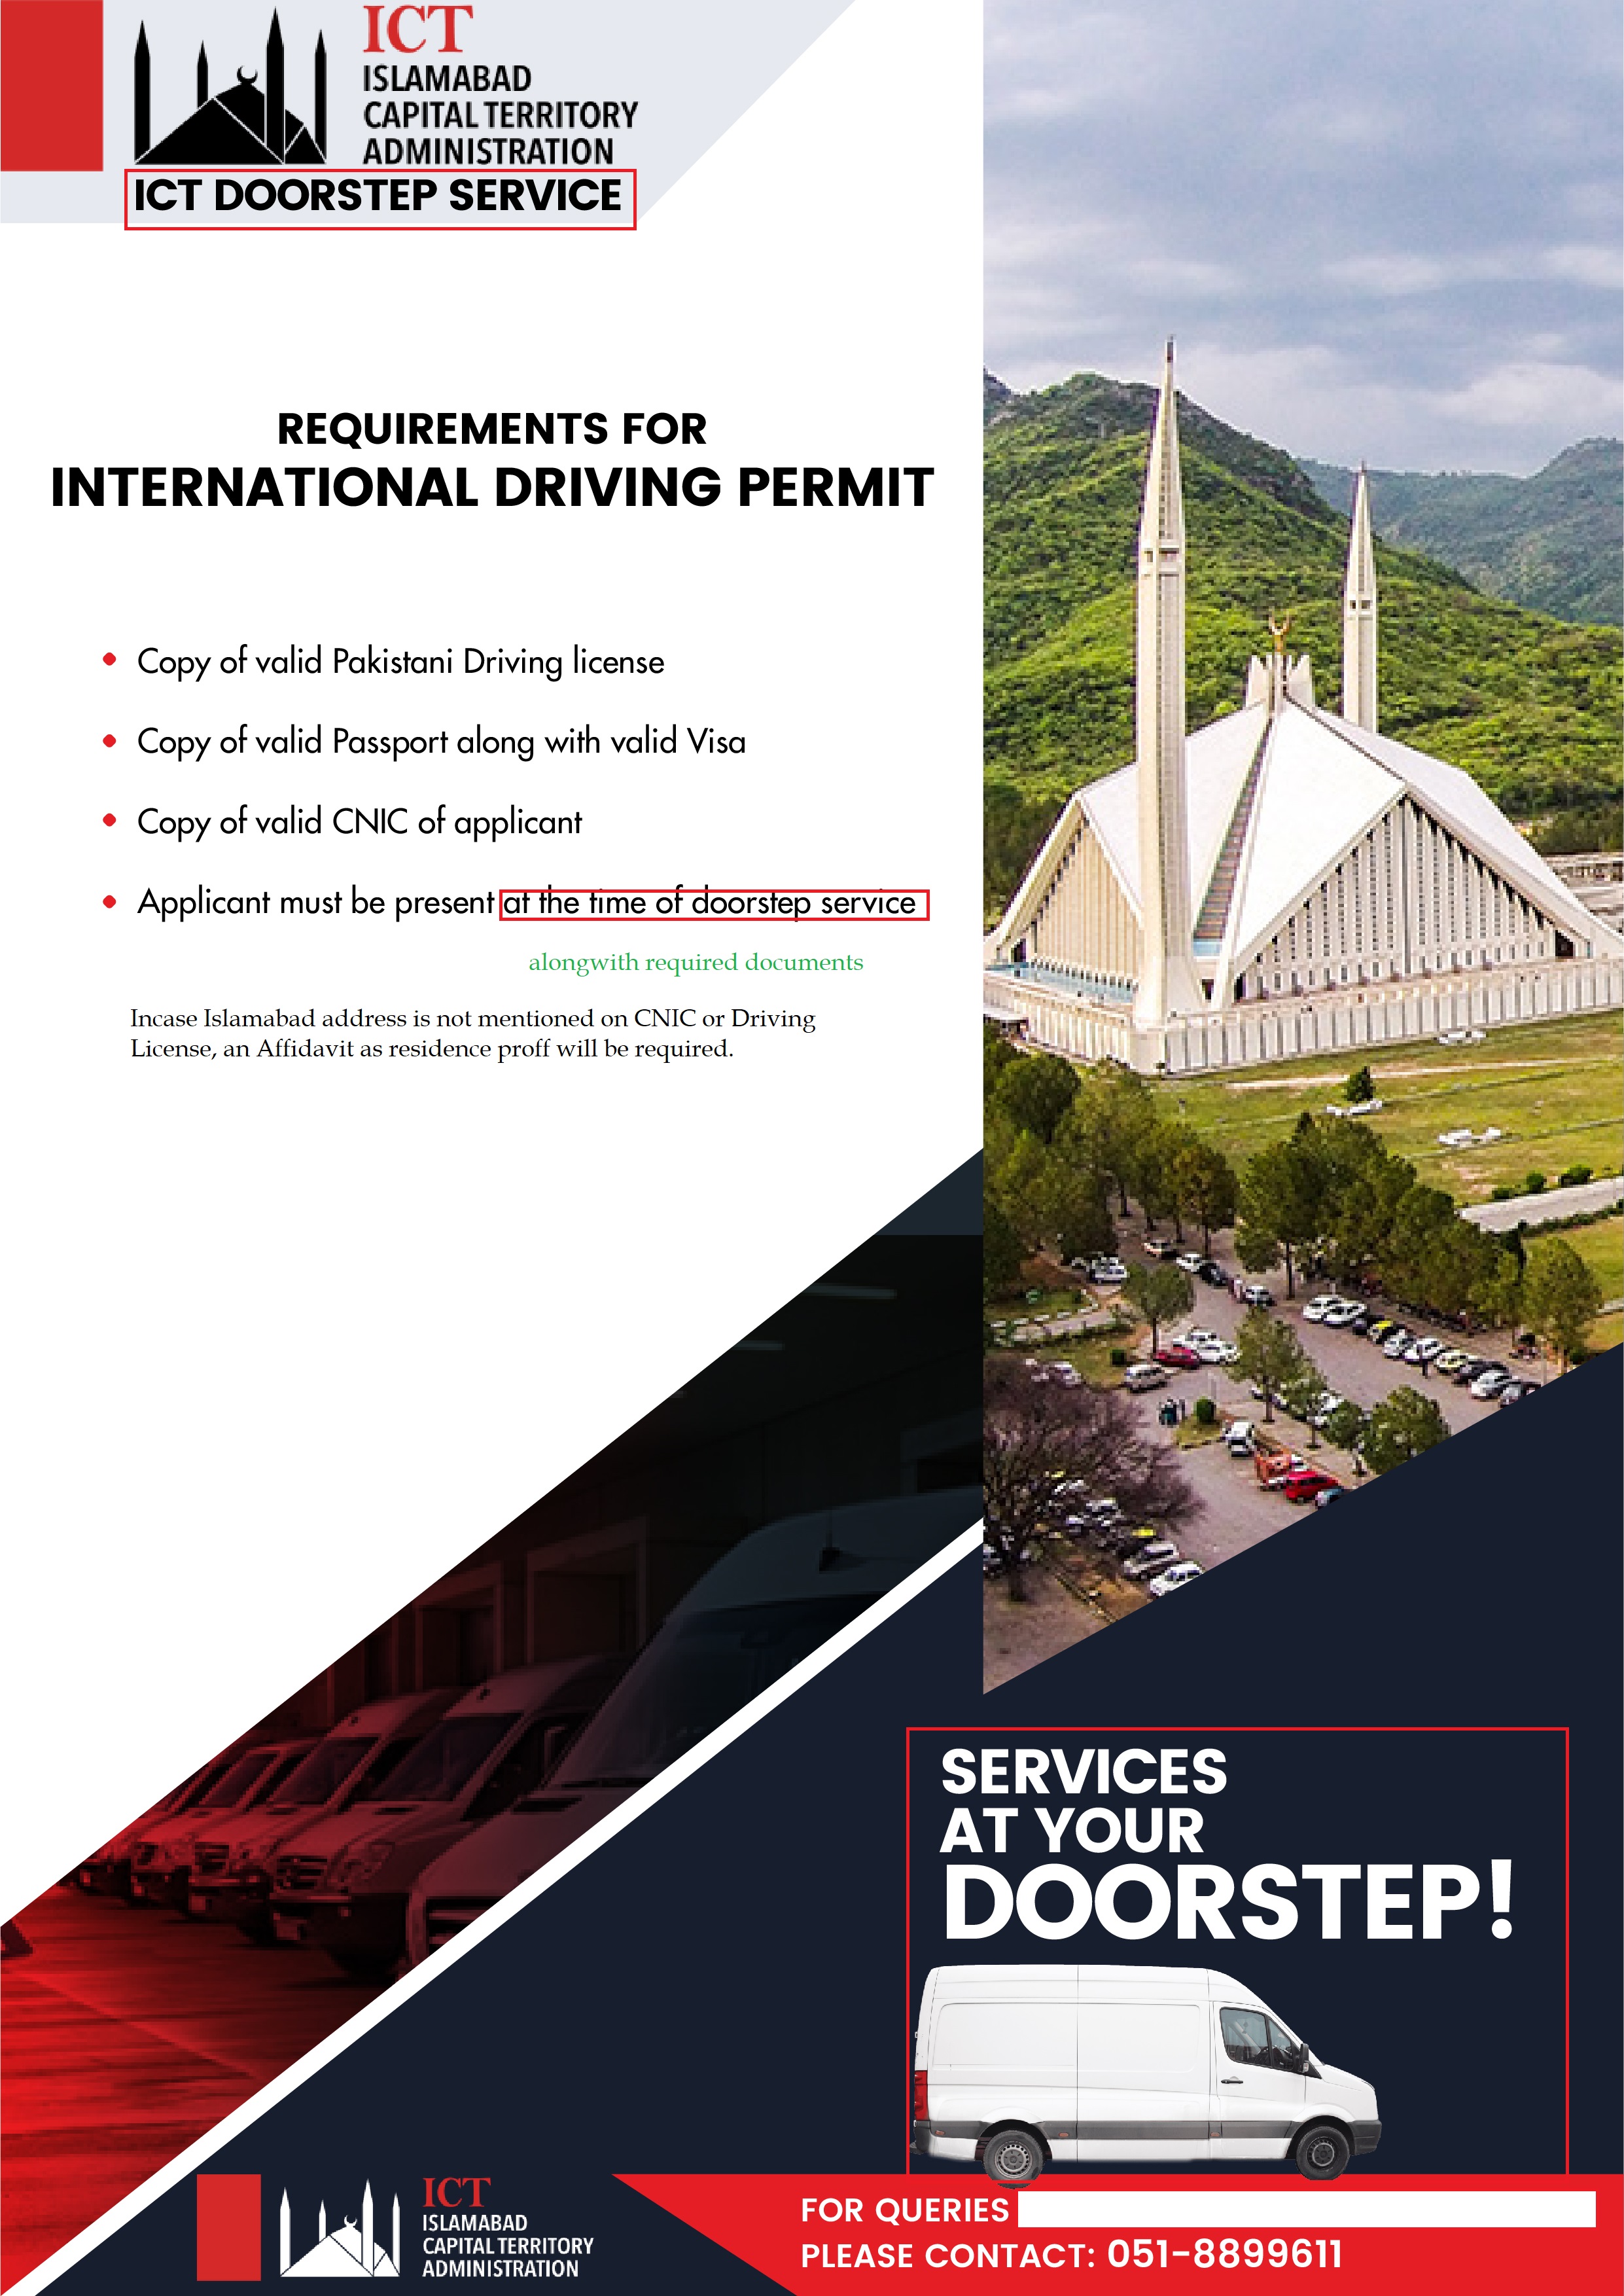 ICT
ISLAMABAD
CAPITAL TERRITORY
ADMINISTRATION
ICT DOORSTEP SERVICE
REQUIREMENTS FOR
INTERNATIONAL DRIVING PERMIT
Copy of valid Pakistani Driving license
Copy of valid Passport along with valid Visa
Copy of valid CNIC of applicant
Applicant must be present at the time of doorstep service
alongwith required documents
Incase Islamabad address is not mentioned on CNIC or Driving
License, an Affidavit as residence proff will be required.
SERVICES
AT YOUR
DOORSTEP!
ICT
ISLAMABAD
CAPITAL TERRITORY
ADMINISTRATION
FOR QUERIES
PLEASE CONTACT: 051-8899611